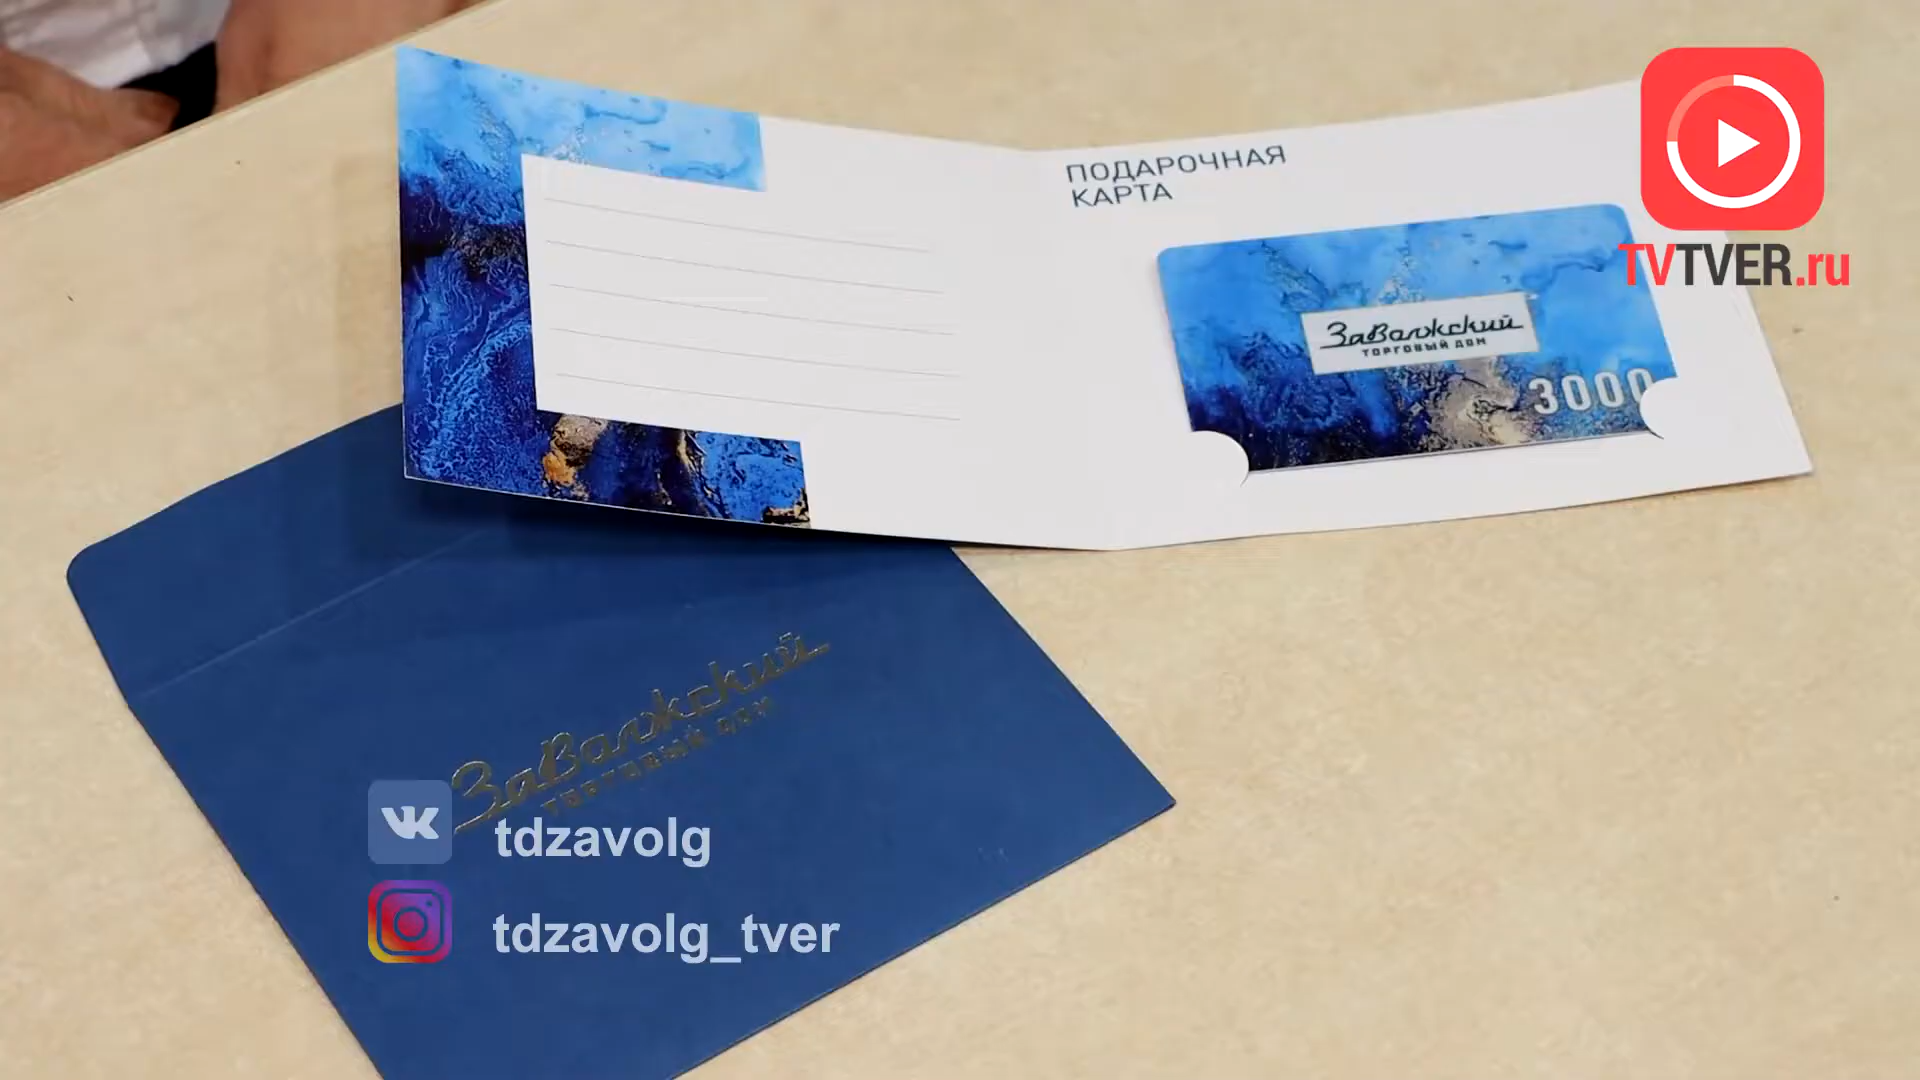 ПОДАРОЧНАЯ
КАРТА
ЗаВолжский
ТОРГОВЫЙ ДОМ
3000
TVTVER.ru
ЗаВолжский
ТОРГОВЫЙ ДОМ
tdzavolg
tdzavolg_tver